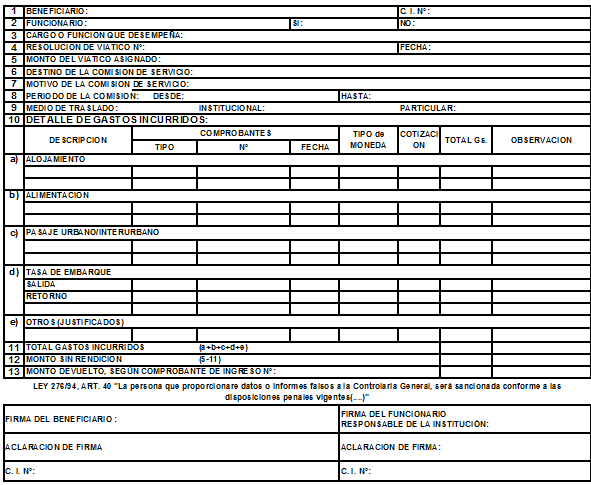 1 BENEFICIARIO: C. I. Nº:
2 FUNCIONARIO: SI: NO:
3 CARGO O FUNCION QUE DESEMPEÑA:
4 RESOLUCION DE VIATICO Nº: FECHA:
5 MONTO DEL VIATICO ASIGNADO:
6 DESTINO DE LA COMISION DE SERVICIO:
7 MOTIVO DE LA COMISION DE SERVICIO:
8 PERIODO DE LA COMISION: DESDE: HASTA:
9 MEDIO DE TRASLADO: INSTITUCIONAL: PARTICULAR:
10 DETALLE DE GASTOS INCURRIDOS:
DESCRIPCION COMPROBANTES TIPO de MONEDA COTIZACI ON TOTAL Gs. OBSERVACION
TIPO Nº FECHA
a) ALOJAMIENTO
b) ALIMENTACION
c) PASAJE URBANO/INTERURBANO
d) TASA DE EMBARQUE
SALIDA
RETORNO
e) OTROS (JUSTIFICADOS)
11 TOTAL GASTOS INCURRIDOS (a+b+c+d+e)
12 MONTO SIN RENDICION (5-11)
13 MONTO DEVUELTO, SEGÚN COMPROBANTE DE INGRESO Nº:
LEY 276/94, ART. 40 "La persona que proporcionare datos o informes falsos a la Controlaría General, será sancionada conforme a las
disposiciones penales vigentes(....)"
FIRMA DEL BENEFICIARIO : FIRMA DEL FUNCIONARIO
RESPONSABLE DE LA INSTITUCIÓN:
ACLARACION DE FIRMA ACLARACION DE FIRMA:
C. I. Nº: C. I. Nº: